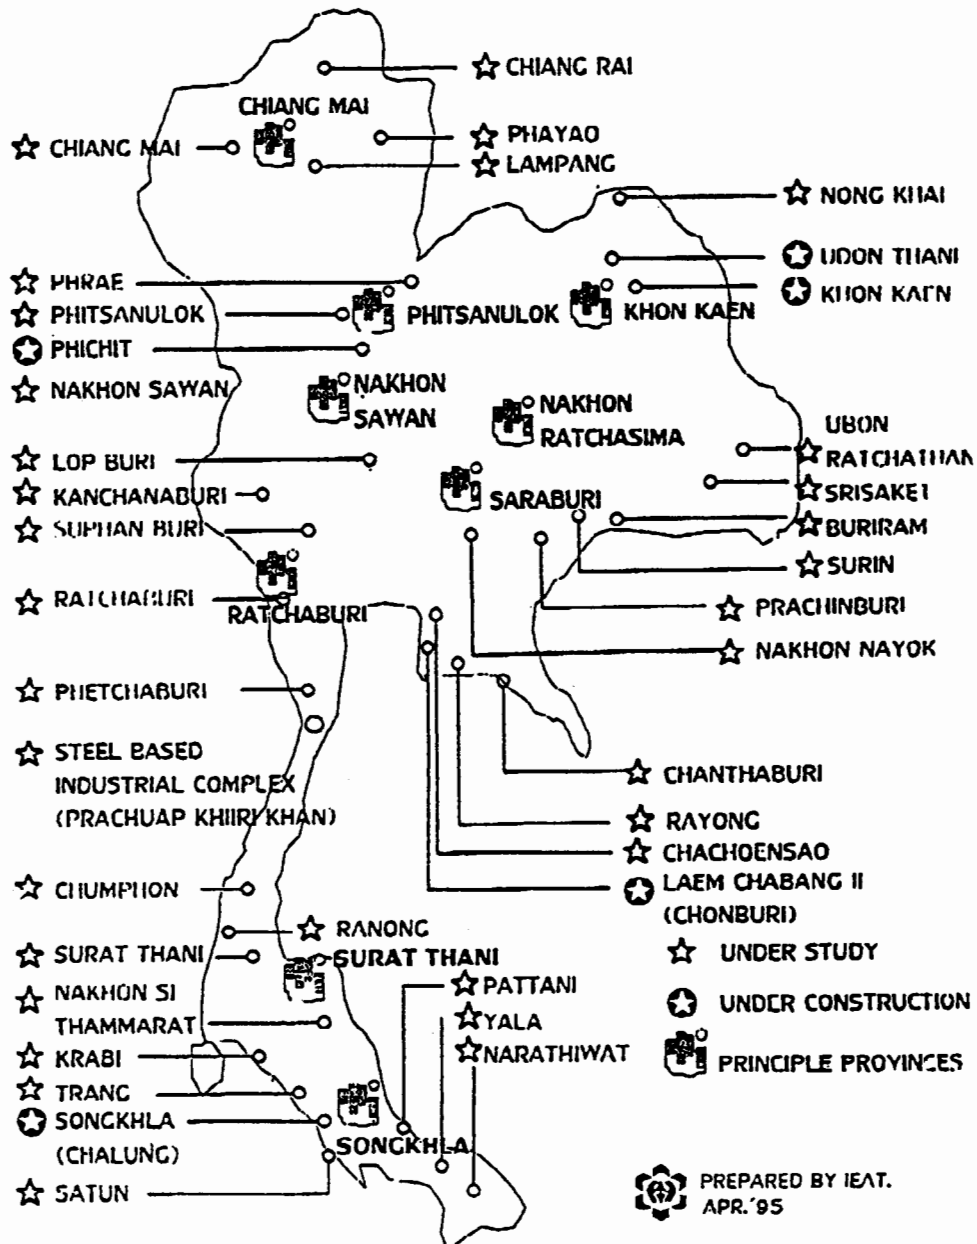 CHIANG RAI
CHIANG MAI
CHIANG MAI
PHAYAO
LAMPANG
NONG KHAI
UDON THANI
KHON KAEN
PHRAE
PHITSANULOK
PHITSANULOK
KHON KAEN
PHICHIT
NAKHON SAWAN
NAKHON
SAWAN
NAKHON
RATCHASIMA
UBON
RATCHATHAN
SRISAKET
BURIRAM
SURIN
LOP BURI
KANCHANABURI
SUPHAN BURI
SARABURI
RATCHABURI
RATCHABURI
PRACHINBURI
NAKHON NAYOK
PHETCHABURI
STEEL BASED
INDUSTRIAL COMPLEX
(PRACHUAP KHIIRI KHAN)
CHANTHABURI
RAYONG
CHACHOENSAO
LAEM CHABANG II
(CHONBURI)
CHUMPHON
RANONG
SURAT THANI
SURAT THANI
NAKHON SI
THAMMARAT
KRABI
TRANG
SONGKHLA
(CHALUNG)
SATUN
SONGKHLA
PATTANI
YALA
NARATHIWAT
UNDER STUDY
UNDER CONSTRUCTION
PRINCIPLE PROVINCES
PREPARED BY IEAT.
APR.'95